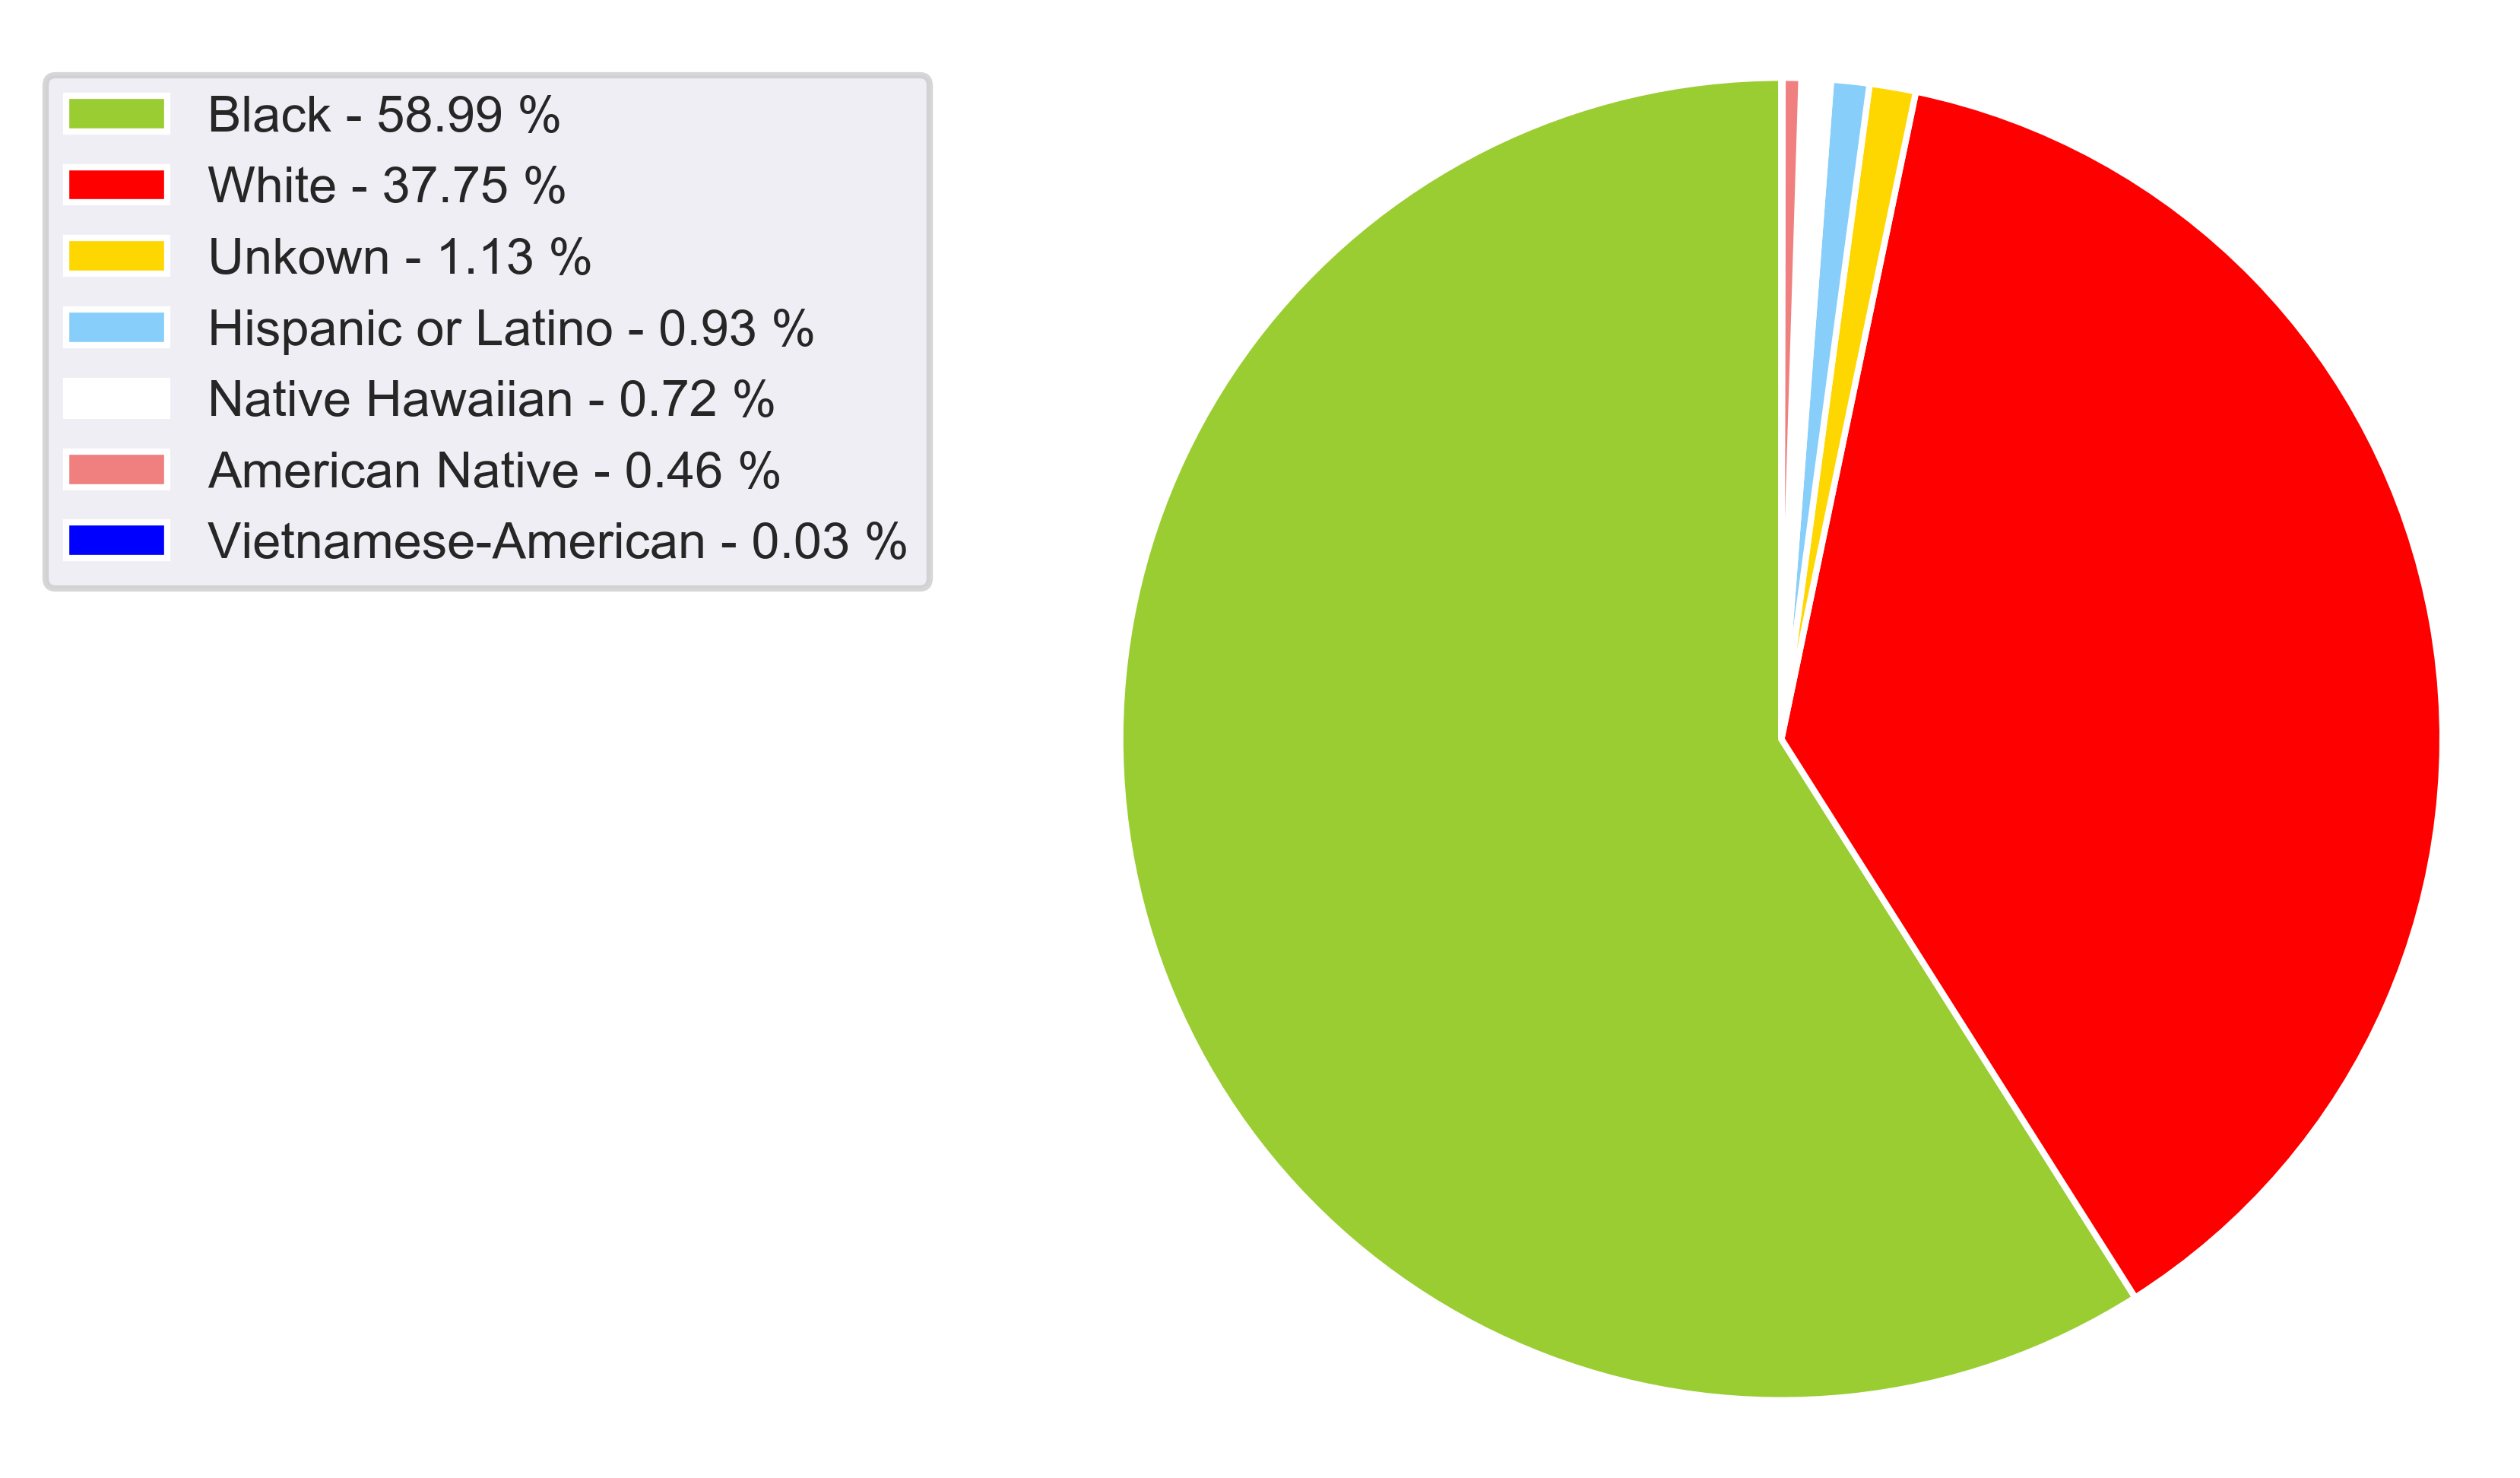 Black - 58.99 %
White - 37.75 %
Unkown - 1.13 %
Hispanic or Latino - 0.93 %
Native Hawaiian - 0.72 %
American Native - 0.46 %
Vietnamese-American - 0.03 %